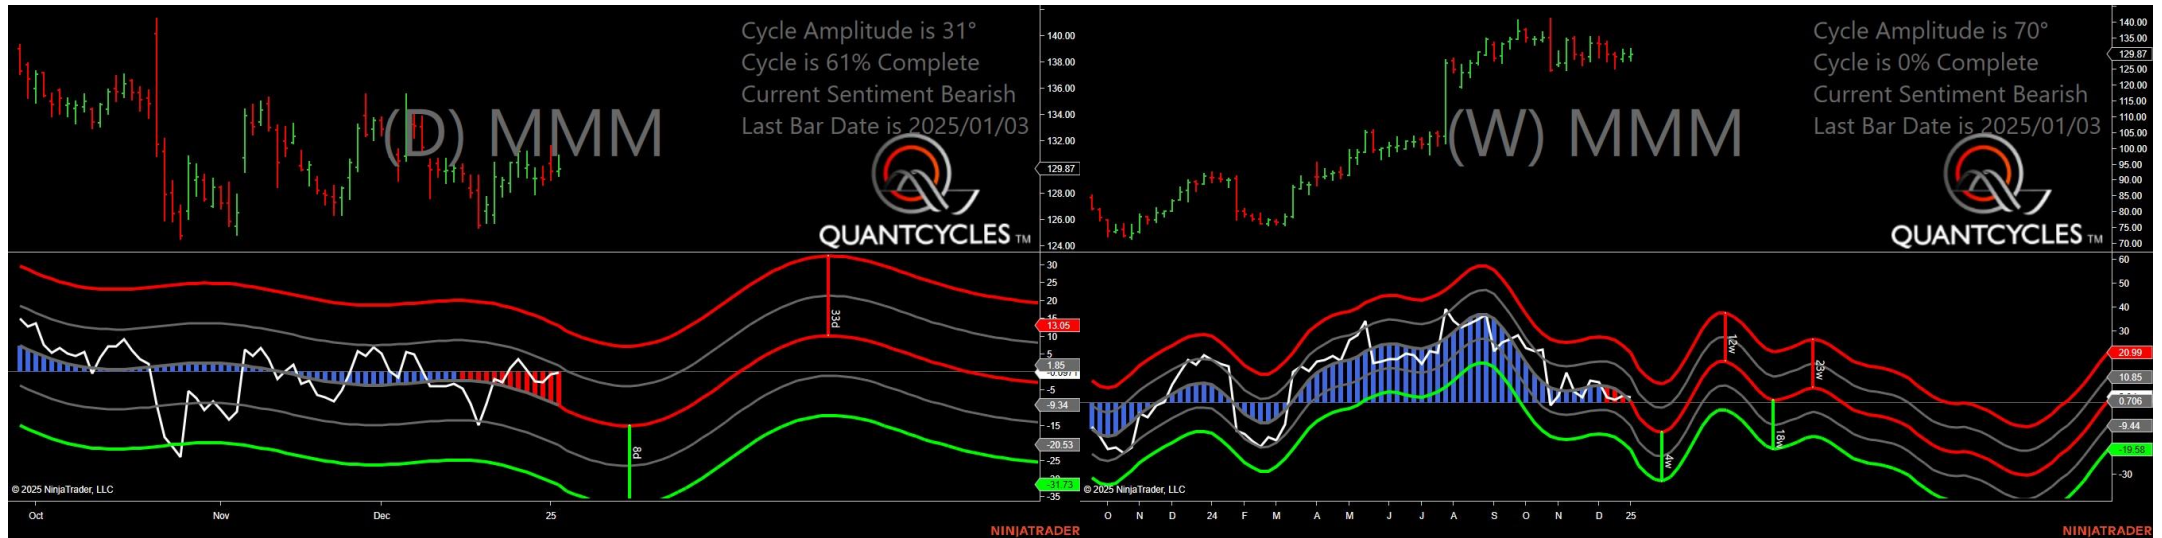 Cycle Amplitude is 31°
Cycle is 61% Complete
Current Sentiment Bearish
Last Bar Date is 2025/01/03
(D) MMM
QUANTCYCLES TM
140.00
138.00
136.00
134.00
132.00
129.87
128.00
126.00
124.00
30
25
20
15
13.05
10
5
1.85
-5
-9.34
-15
-20.53
-25
-31.73
-35
33d
8d
© 2025 NinjaTrader, LLC
Oct
Nov
Dec
25
NINJATRADER
Cycle Amplitude is 70°
Cycle is 0% Complete
Current Sentiment Bearish
Last Bar Date is 2025/01/03
(W) MMM
QUANTCYCLES TM
140.00
135.00
129.87
125.00
120.00
115.00
110.00
105.00
100.00
95.00
90.00
85.00
80.00
75.00
70.00
60
50
40
30
20.99
10.85
0.706
-9.44
-19.58
-30
12w
23w
4w
18w
© 2025 NinjaTrader, LLC
O N D 24 F M A M J J A S O N D 25
NINJATRADER